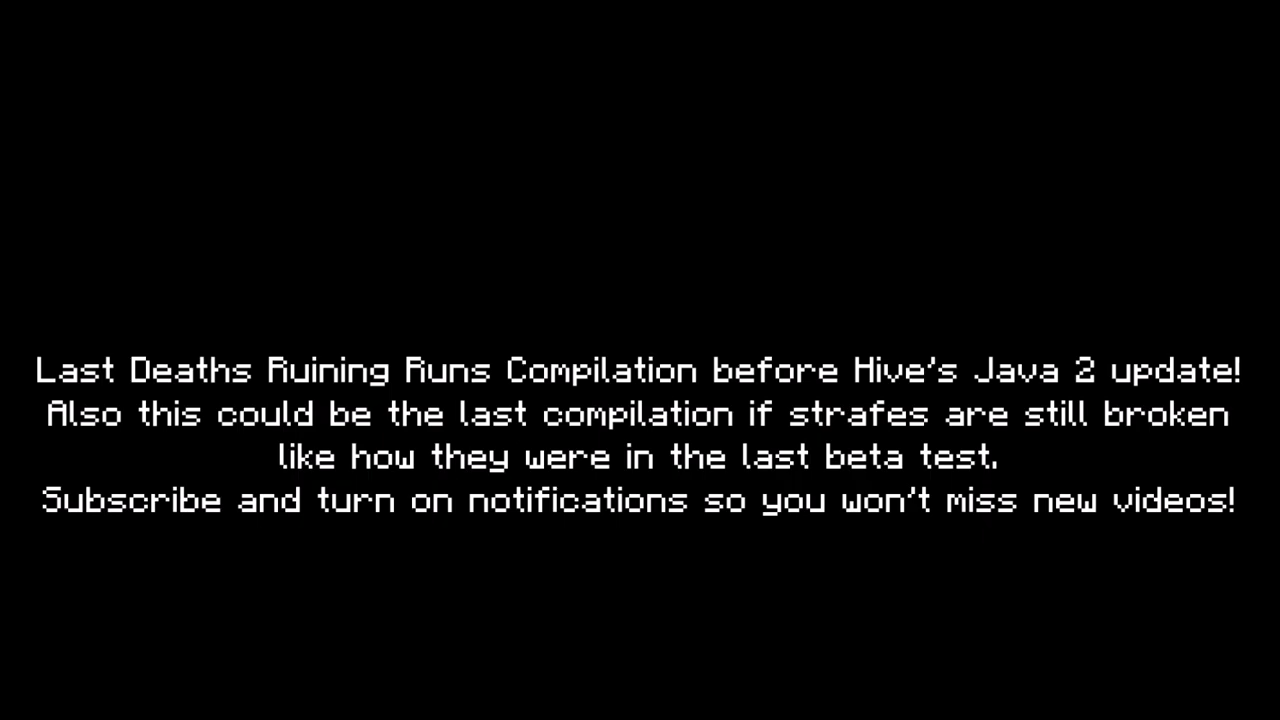 Last Deaths Ruining Runs Compilation before Hive's Java 2 update!
Also this could be the last compilation if strafes are still broken
like how they were in the last beta test.
Subscribe and turn on notifications so you won't miss new videos!